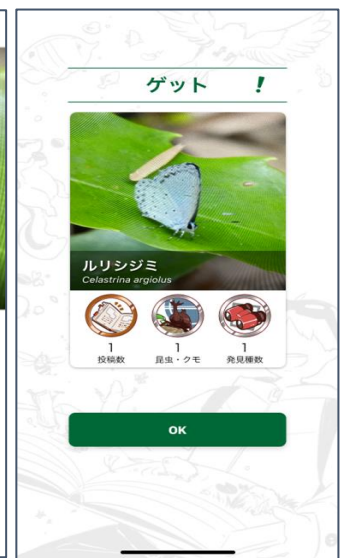 ゲット !
ルリシジミ
Celastrina argiolus
1 1 1
投稿数 昆虫・クモ 発見種数
OK